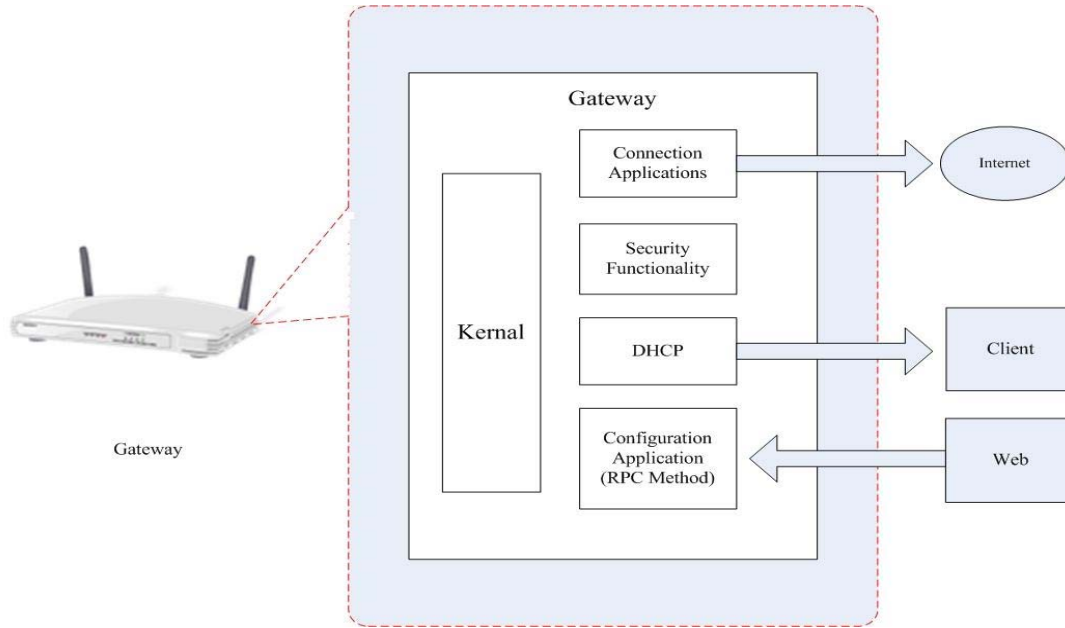 Gateway
Connection
Applications
Internet
Security
Functionality
Kernal
DHCP
Client
Configuration
Application
(RPC Method)
Web
Gateway